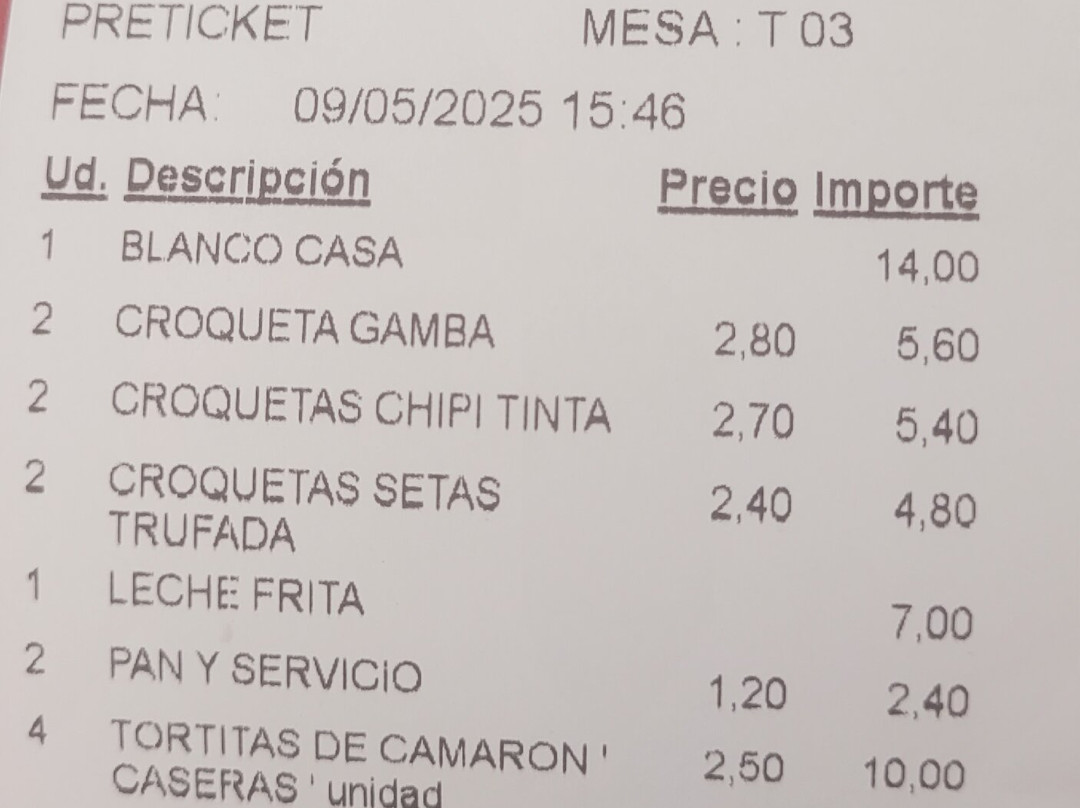 PRETICKET MESA : T 03
FECHA: 09/05/2025 15:46
Ud. Descripción Precio Importe
1 BLANCO CASA 14,00
2 CROQUETA GAMBA 2,80 5,60
2 CROQUETAS CHIPI TINTA 2,70 5,40
2 CROQUETAS SETAS 2,40 4,80
TRUFADA
1 LECHE FRITA 7,00
2 PAN Y SERVICIO 1,20 2,40
4 TORTITAS DE CAMARON ' 2,50 10,00
CASERAS ' unidad